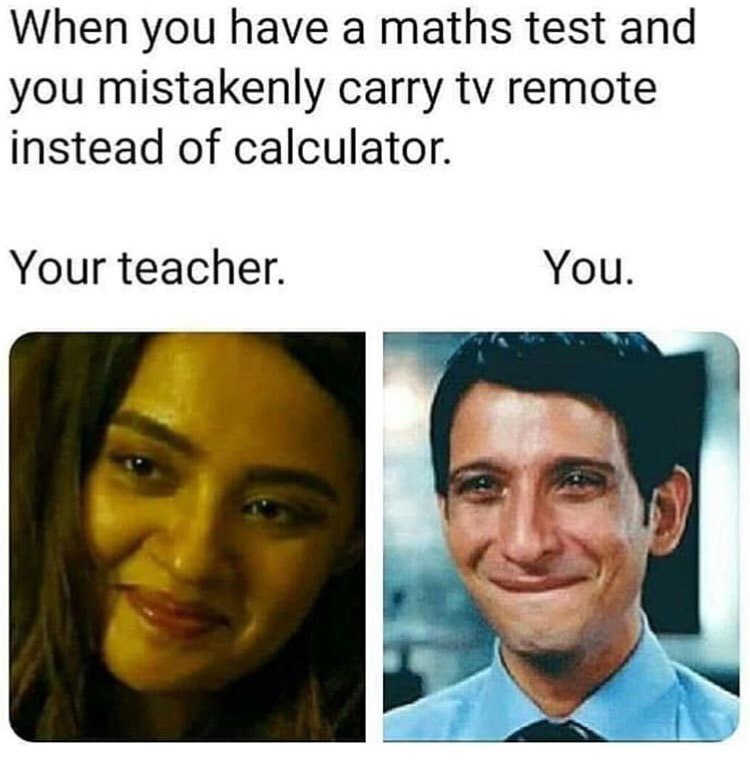 When you have a maths test and
you mistakenly carry tv remote
instead of calculator.
Your teacher.
You.